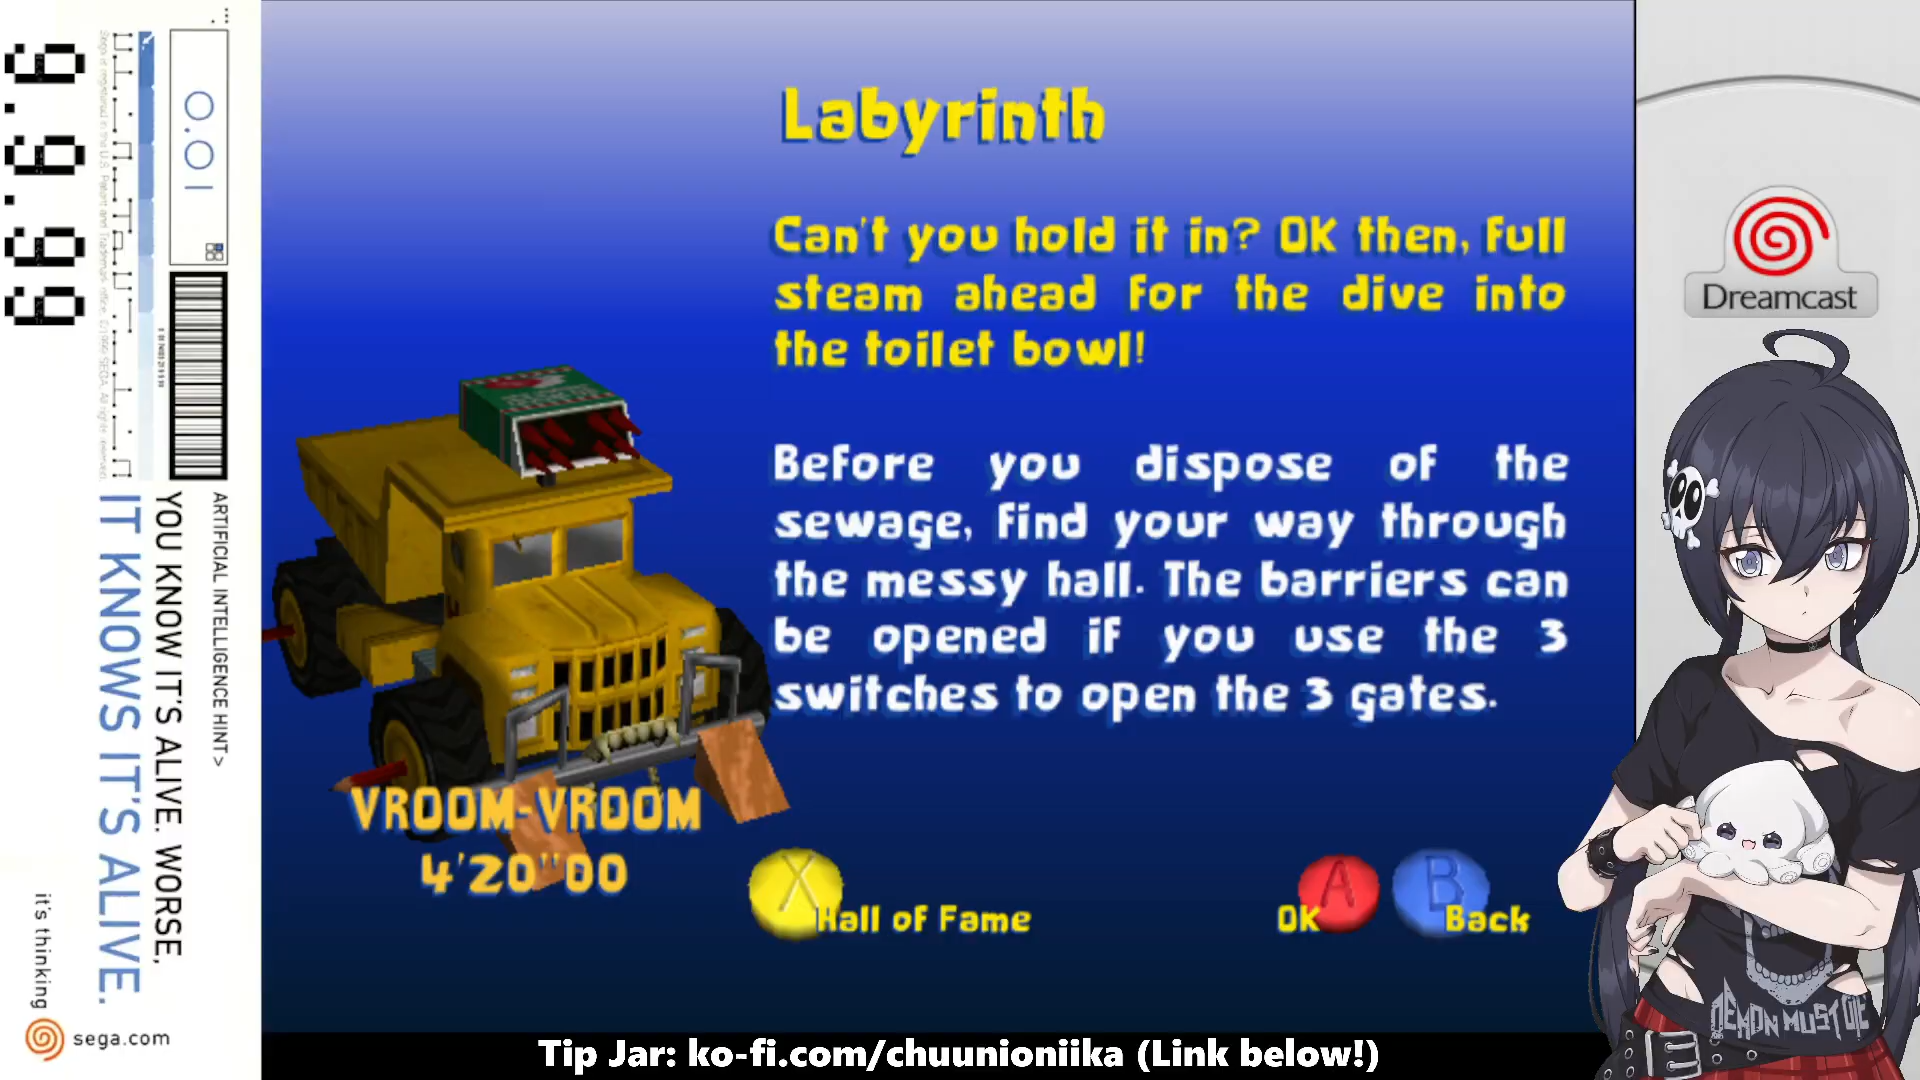 9.9.99
0.01
ARTIFICIAL INTELLIGENCE HINT >
YOU KNOW IT'S ALIVE. WORSE,
IT KNOWS IT'S ALIVE.
it's thinking
sega.com
Labyrinth
Can't you hold it in? OK then, full
steam ahead for the dive into
the toilet bowl!
Before you dispose of the
sewage, find your way through
the messy hall. The barriers can
be opened if you use the 3
switches to open the 3 gates.
VROOM-VROOM
4'20"00
X
Hall of Fame
OK
A
B
Back
Dreamcast
DEMON MUST DIE
Tip Jar: ko-fi.com/chuunioniika (Link below!)